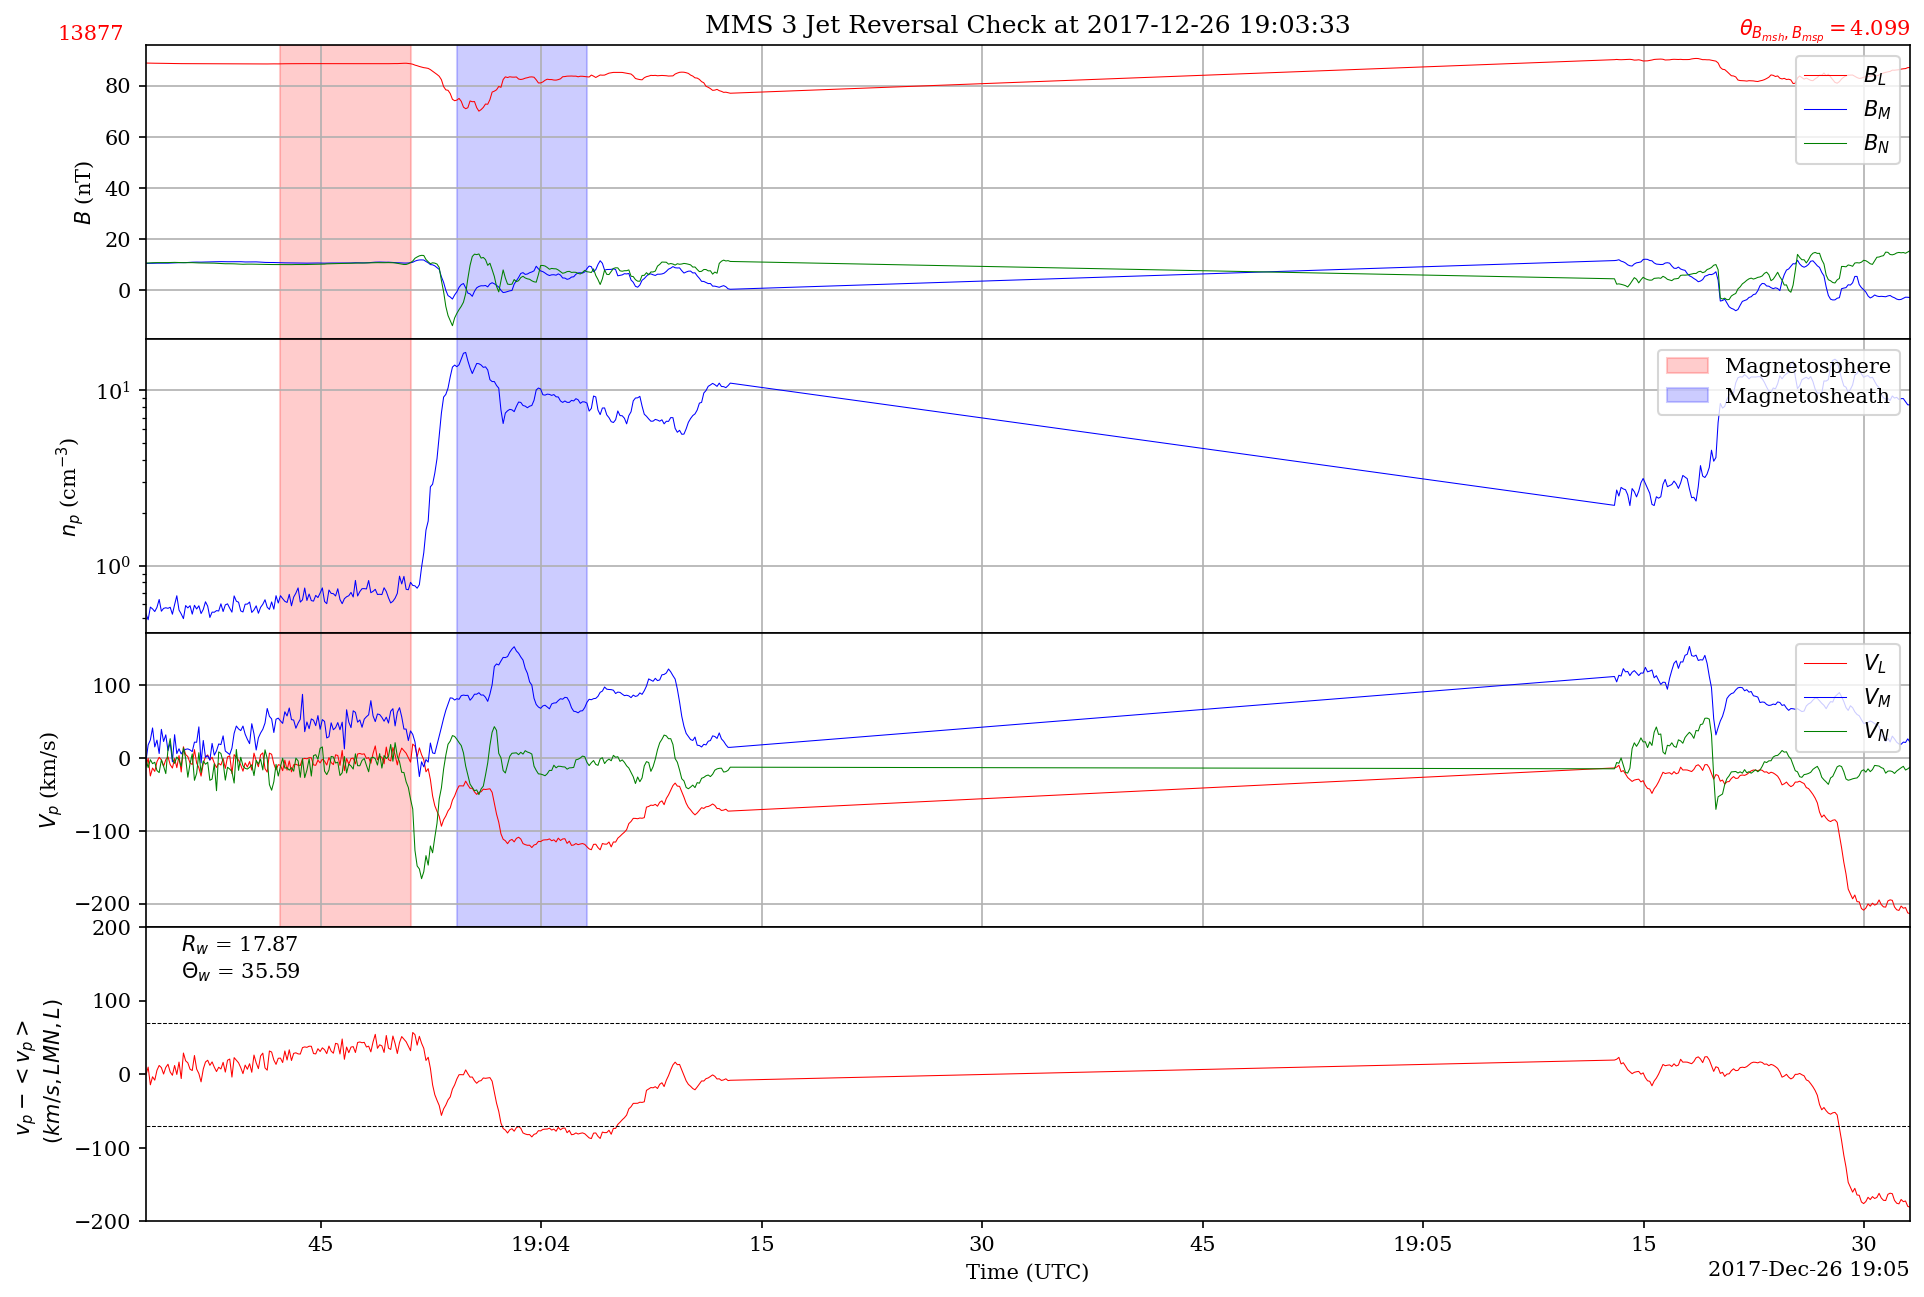 MMS 3 Jet Reversal Check at 2017-12-26 19:03:33
13877
θ_{B_{msh}, B_{msp}} = 4.099
B (nT)
80
60
40
20
0
B_L
B_M
B_N
n_p (cm^{-3})
10^1
10^0
Magnetosphere
Magnetosheath
V_p (km/s)
100
0
−100
−200
V_L
V_M
V_N
v_p − < v_p >
(km/s, LMN, L)
200
100
0
−100
−200
R_w = 17.87
Θ_w = 35.59
45 19:04 15 30 45 19:05 15 30
Time (UTC)
2017-Dec-26 19:05